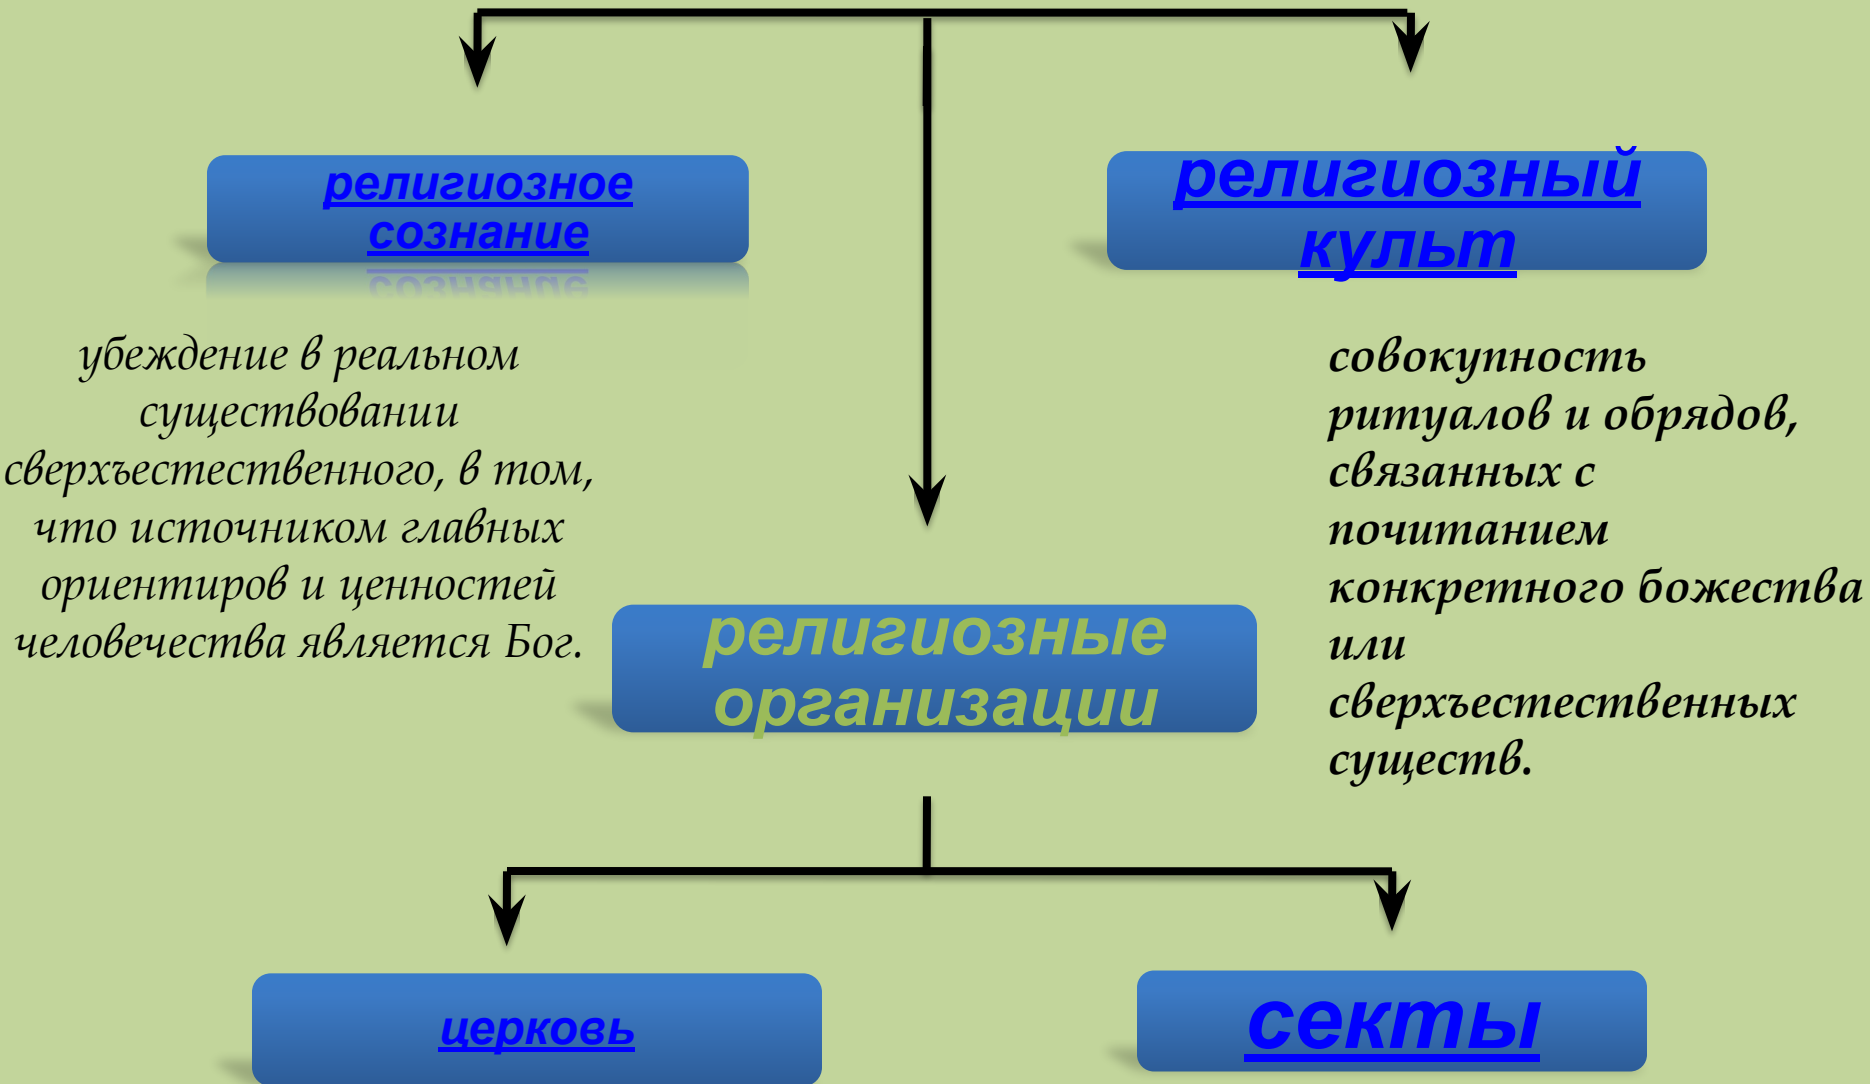 религиозное
сознание
религиозный
культ
убеждение в реальном
существовании
сверхъестественного, в том,
что источником главных
ориентиров и ценностей
человечества является Бог.
совокупность
ритуалов и обрядов,
связанных с
почитанием
конкретного божества
или
сверхъестественных
существ.
религиозные
организации
церковь
секты